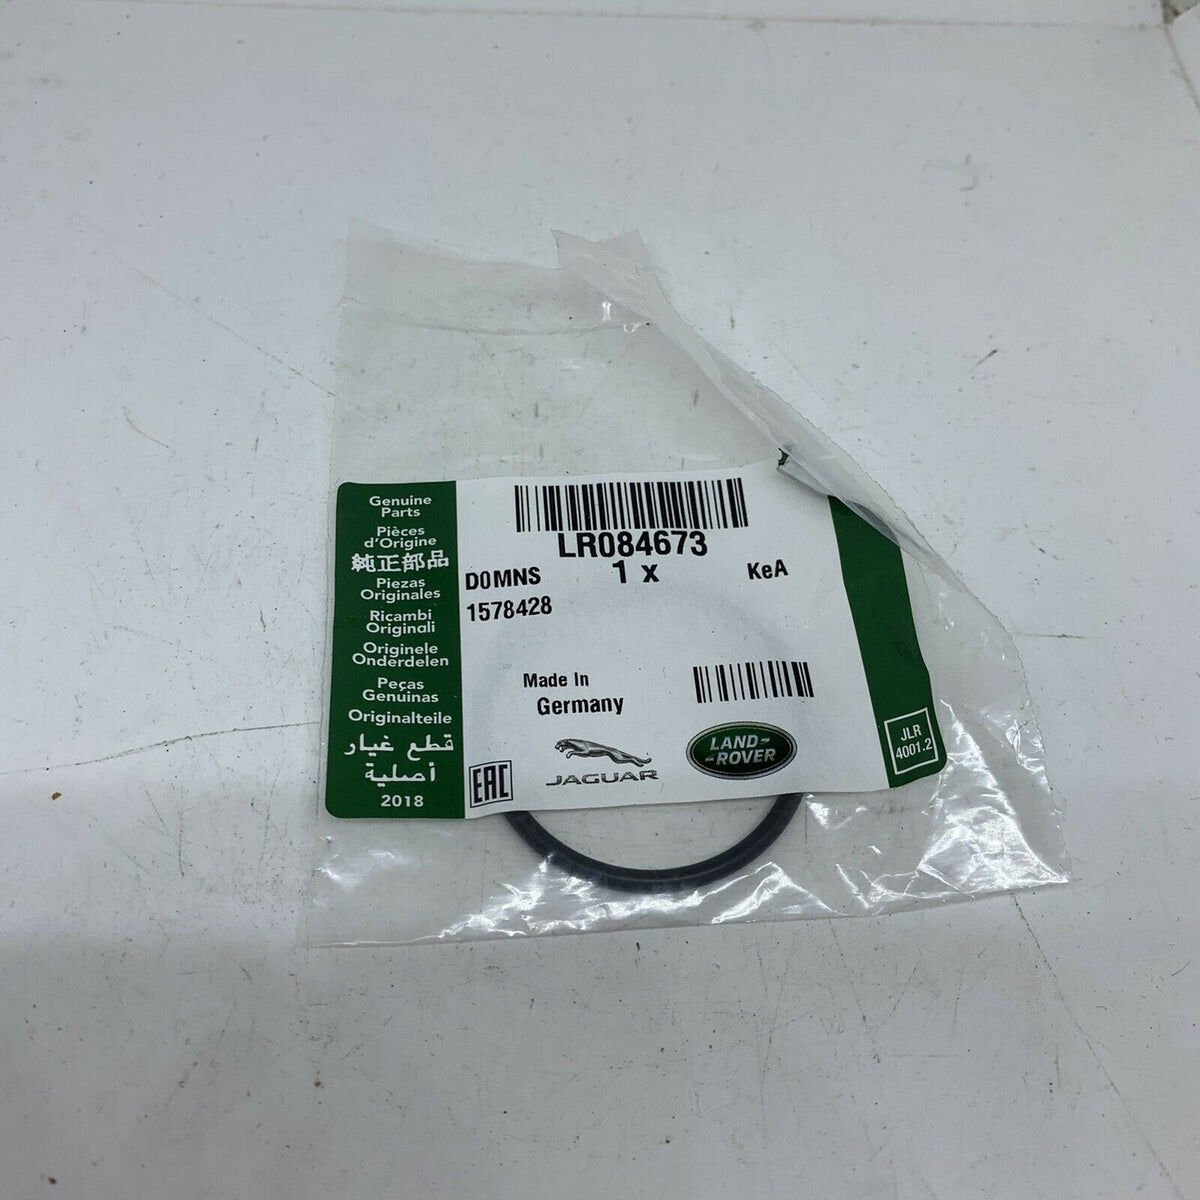 Genuine
Parts
Pièces
d'Origine
純正部品
Piezas
Originales
Ricambi
Originali
Originele
Onderdelen
Peças
Genuinas
Originalteile
قطع غيار
أصلية
2018
LR084673
D0MNS 1 x KeA
1578428
Made In
Germany
EAC
JAGUAR
LAND-
-ROVER
JLR
4001.2